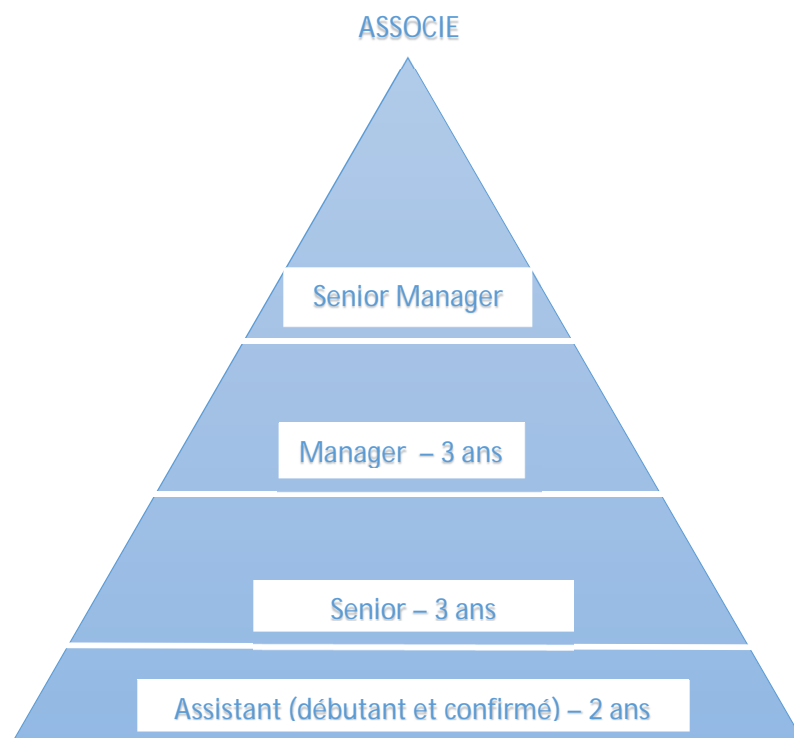 ASSOCIE
Senior Manager
Manager – 3 ans
Senior – 3 ans
Assistant (débutant et confirmé) – 2 ans